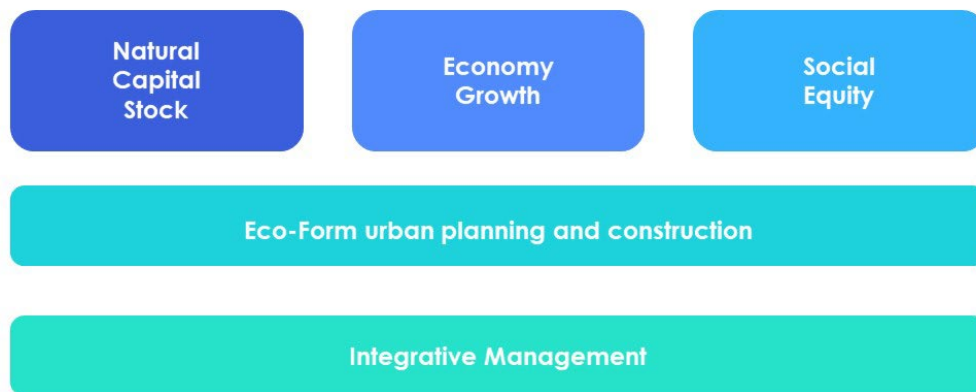 Natural
Capital
Stock
Economy
Growth
Social
Equity
Eco-Form urban planning and construction
Integrative Management